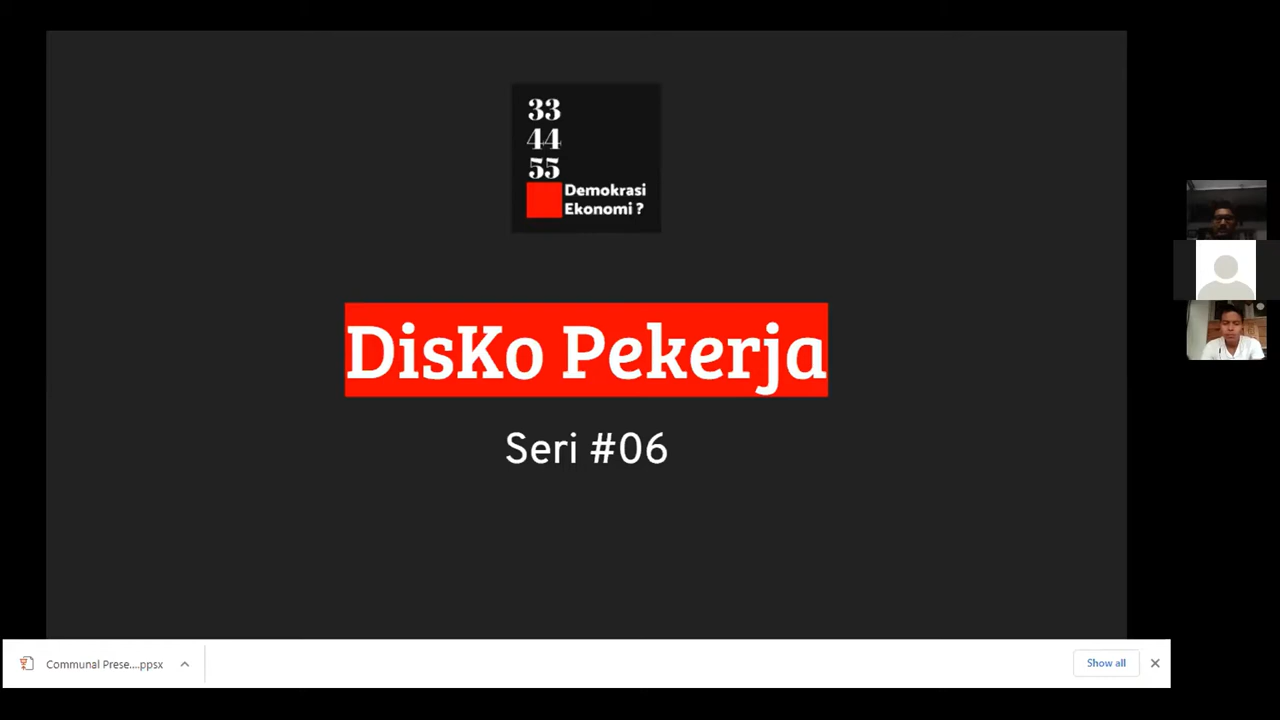 33
44
55
Demokrasi
Ekonomi ?
DisKo Pekerja
Seri #06
Communal Prese....ppsx
Show all